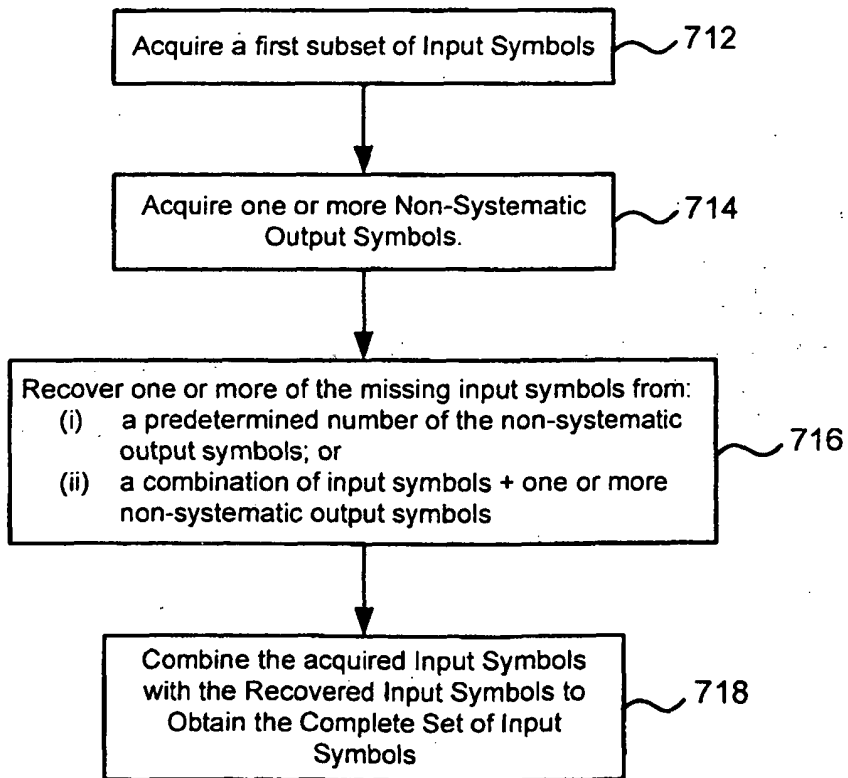 Acquire a first subset of Input Symbols
712
Acquire one or more Non-Systematic
Output Symbols.
714
Recover one or more of the missing input symbols from:
(i) a predetermined number of the non-systematic
output symbols; or
(ii) a combination of input symbols + one or more
non-systematic output symbols
716
Combine the acquired Input Symbols
with the Recovered Input Symbols to
Obtain the Complete Set of Input
Symbols
718